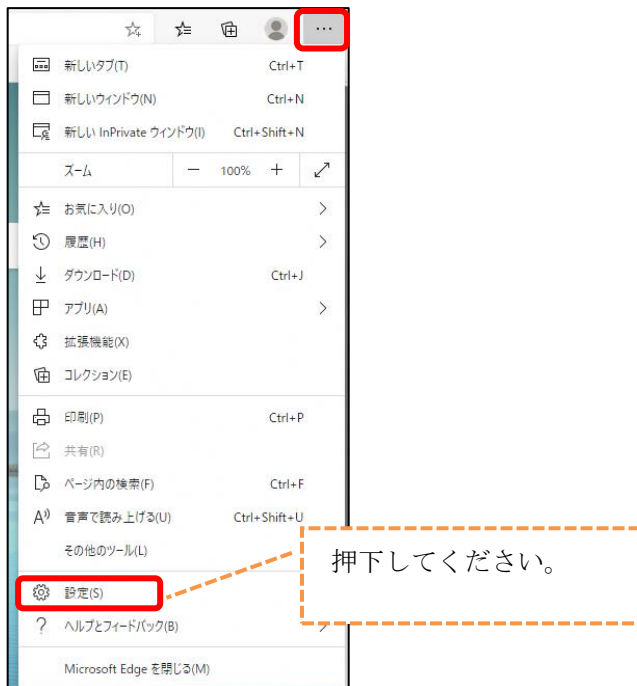 新しいタブ(T) Ctrl+T
新しいウィンドウ(N) Ctrl+N
新しい InPrivate ウィンドウ(I) Ctrl+Shift+N
ズーム － 100% +
お気に入り(O)
履歴(H)
ダウンロード(D) Ctrl+J
アプリ(A)
拡張機能(X)
コレクション(E)
印刷(P) Ctrl+P
共有(R)
ページ内の検索(F) Ctrl+F
音声で読み上げる(U) Ctrl+Shift+U
その他のツール(L)
押下してください。
設定(S)
ヘルプとフィードバック(B)
Microsoft Edge を閉じる(M)